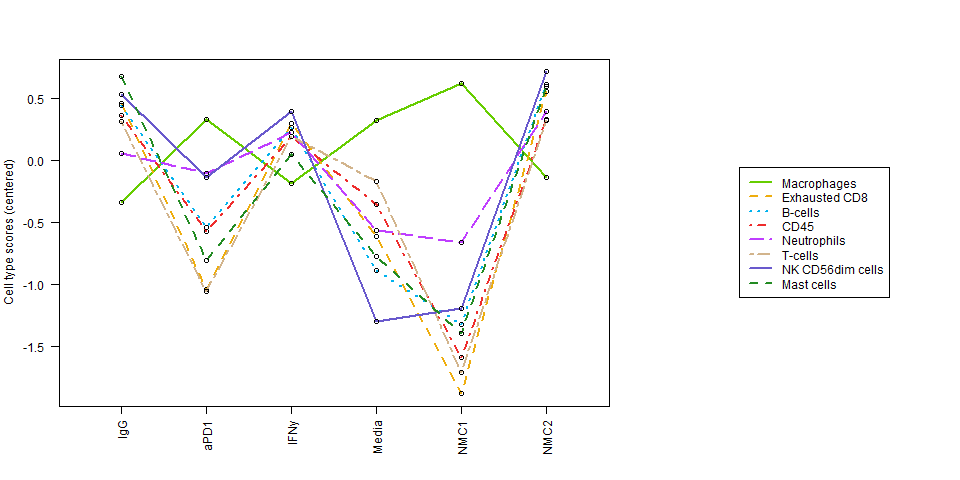 Cell type scores (centered)
0.5
0.0
-0.5
-1.0
-1.5
IgG
aPD1
IFNy
Media
NMC1
NMC2
Macrophages
Exhausted CD8
B-cells
CD45
Neutrophils
T-cells
NK CD56dim cells
Mast cells